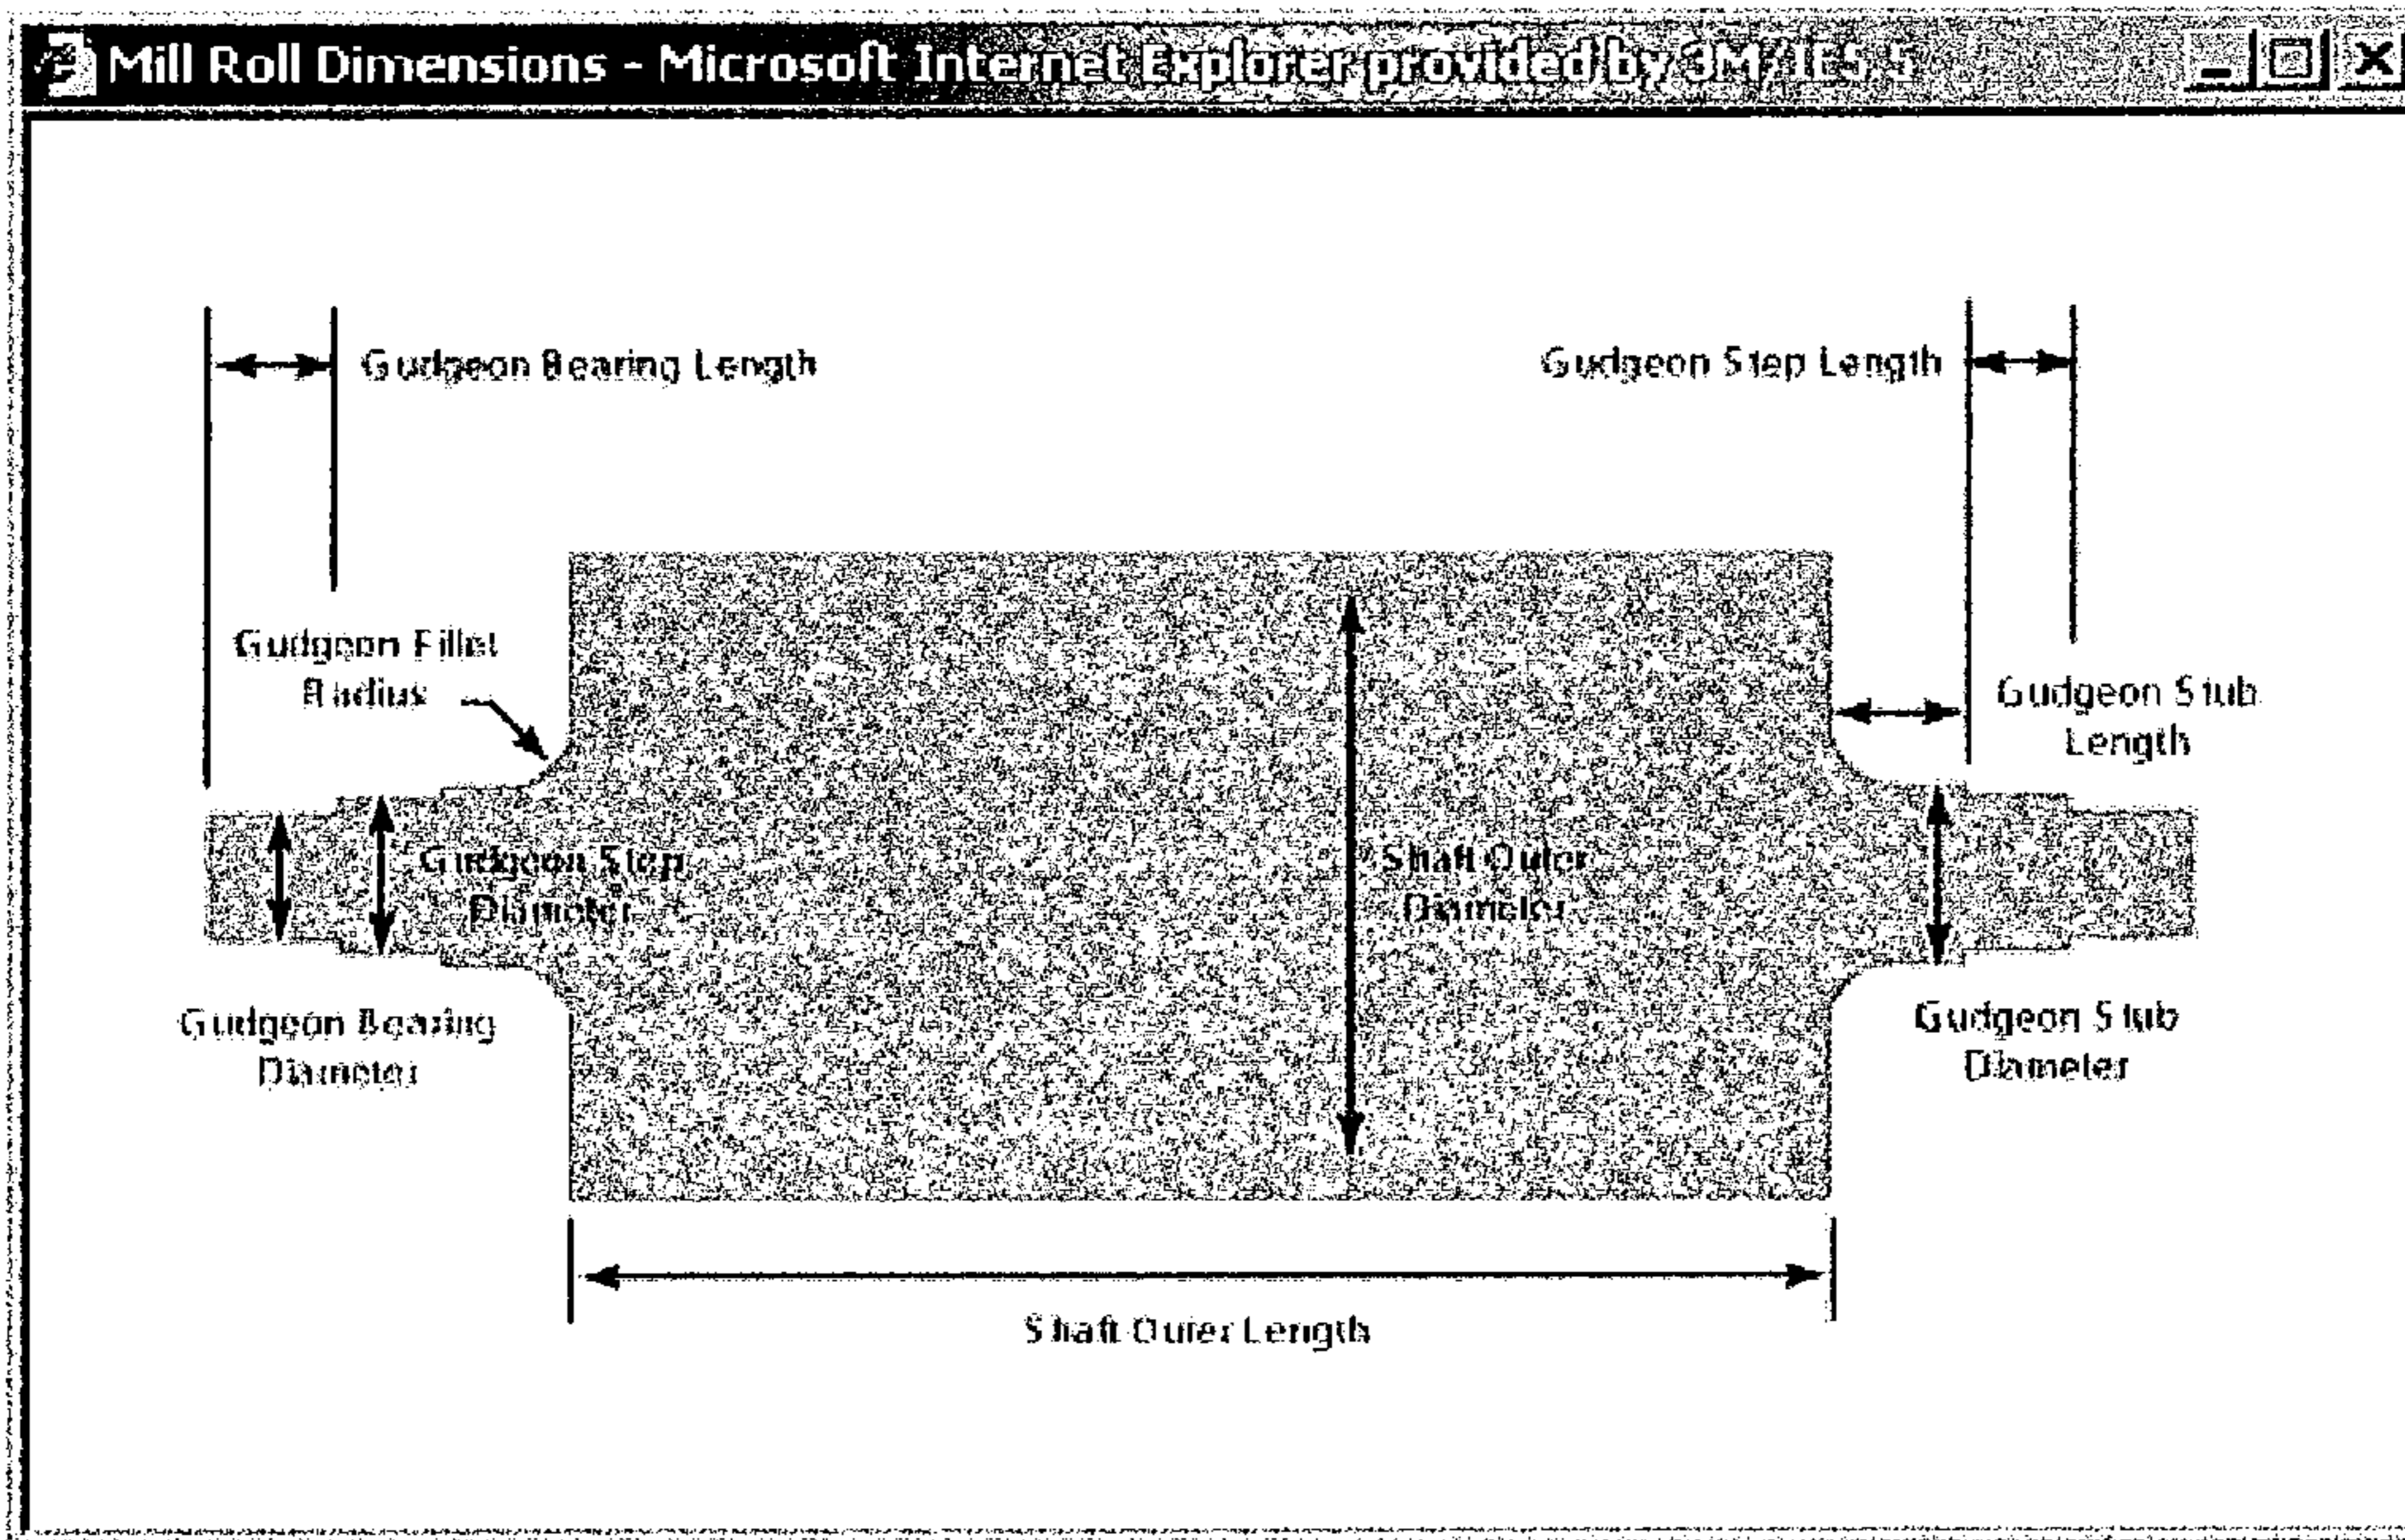 Mill Roll Dimensions - Microsoft Internet Explorer provided by 3M/IE5.5
Gudgeon Bearing Length
Gudgeon Step Length
Gudgeon Fillet
Radius
Gudgeon Stub
Length
Gudgeon Step
Diameter
Shaft Outer
Diameter
Gudgeon Bearing
Diameter
Gudgeon Stub
Diameter
Shaft Outer Length